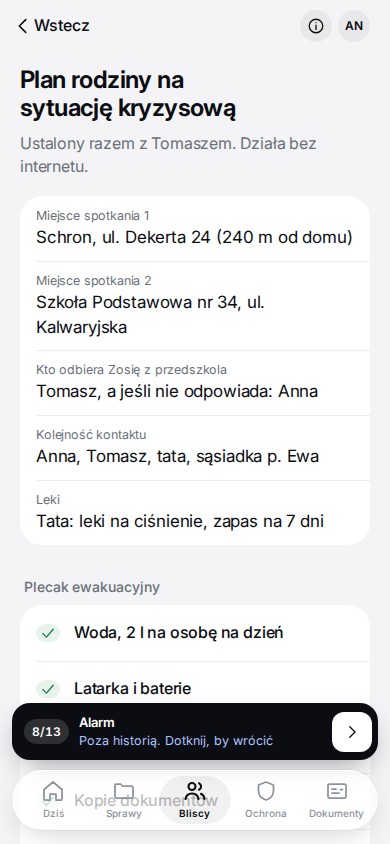 Wstecz
AN
Plan rodziny na
sytuację kryzysową
Ustalony razem z Tomaszem. Działa bez
internetu.
Miejsce spotkania 1
Schron, ul. Dekerta 24 (240 m od domu)
Miejsce spotkania 2
Szkoła Podstawowa nr 34, ul.
Kalwaryjska
Kto odbiera Zosię z przedszkola
Tomasz, a jeśli nie odpowiada: Anna
Kolejność kontaktu
Anna, Tomasz, tata, sąsiadka p. Ewa
Leki
Tata: leki na ciśnienie, zapas na 7 dni
Plecak ewakuacyjny
Woda, 2 l na osobę na dzień
Latarka i baterie
8/13
Alarm
Poza historią. Dotknij, by wrócić
Kopie dokumentów
Dziś
Sprawy
Bliscy
Ochrona
Dokumenty